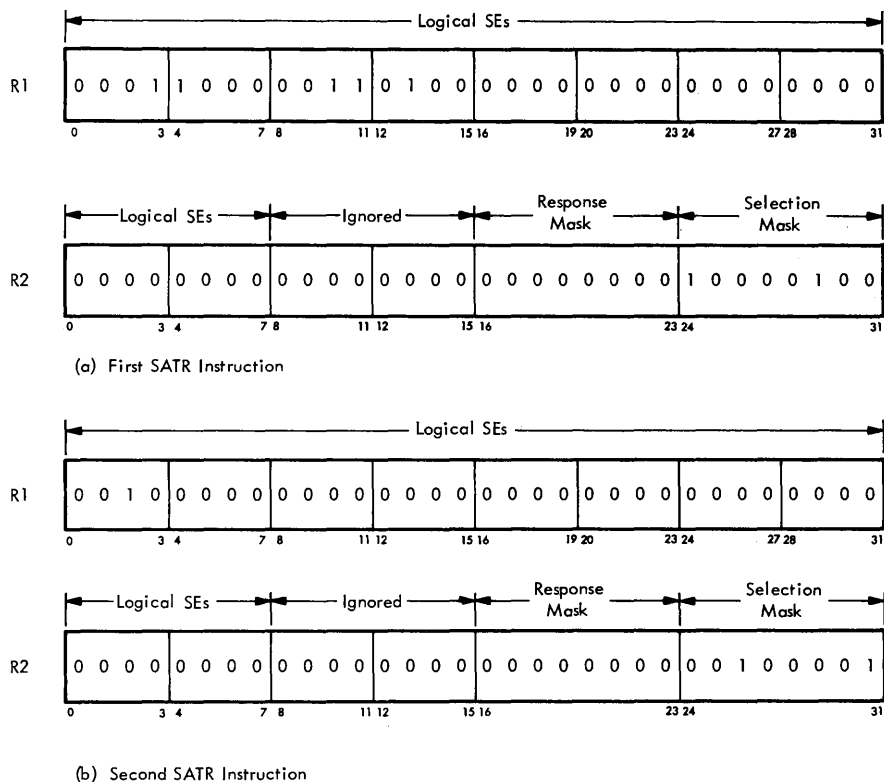 Logical SEs
R1 0 0 0 1 1 0 0 0 0 0 1 1 0 1 0 0 0 0 0 0 0 0 0 0 0 0 0 0 0 0 0 0
0 3 4 7 8 11 12 15 16 19 20 23 24 27 28 31
Logical SEs Ignored Response Mask Selection Mask
R2 0 0 0 0 0 0 0 0 0 0 0 0 0 0 0 0 0 0 0 0 0 0 0 0 1 0 0 0 0 1 0 0
0 3 4 7 8 11 12 15 16 23 24 31
(a) First SATR Instruction
Logical SEs
R1 0 0 1 0 0 0 0 0 0 0 0 0 0 0 0 0 0 0 0 0 0 0 0 0 0 0 0 0 0 0 0 0
0 3 4 7 8 11 12 15 16 19 20 23 24 27 28 31
Logical SEs Ignored Response Mask Selection Mask
R2 0 0 0 0 0 0 0 0 0 0 0 0 0 0 0 0 0 0 0 0 0 0 0 0 0 0 1 0 0 0 0 1
0 3 4 7 8 11 12 15 16 23 24 31
(b) Second SATR Instruction